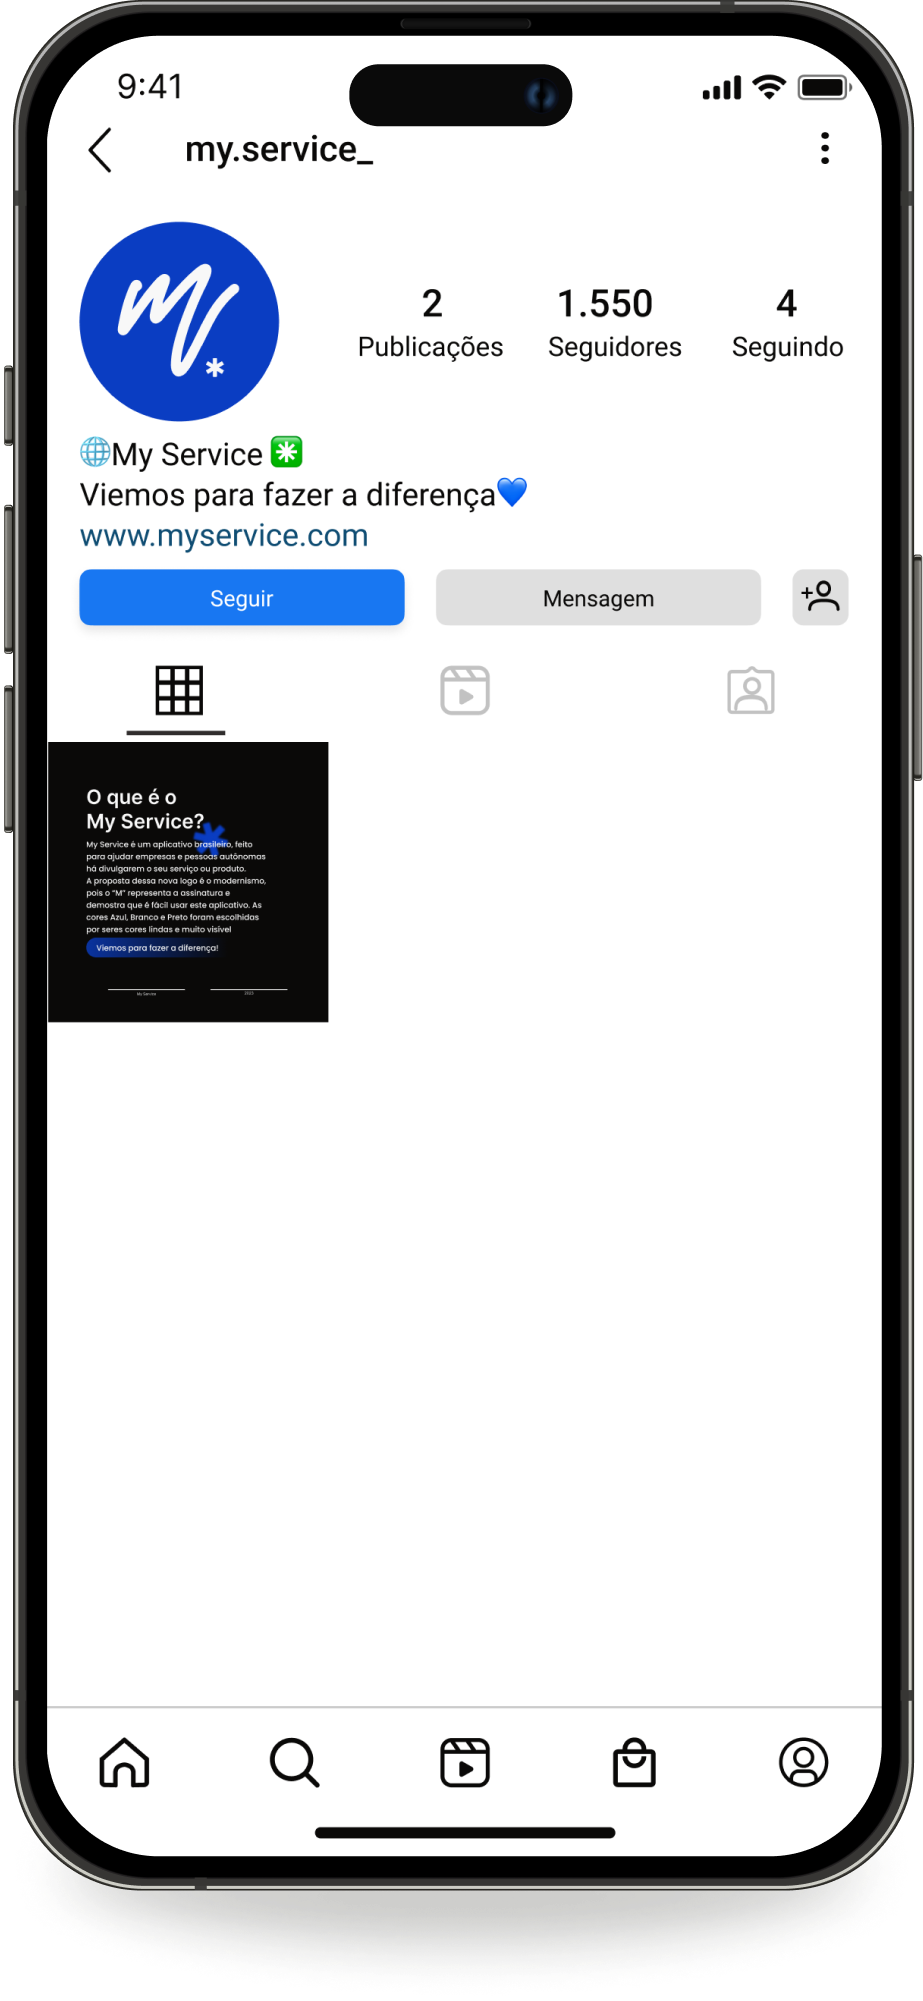 9:41
my.service_
2 1.550 4
Publicações Seguidores Seguindo
🌐My Service ✳️
Viemos para fazer a diferença💙
www.myservice.com
Seguir Mensagem
O que é o
My Service?
My Service é um aplicativo brasileiro, feito
para ajudar empresas e pessoas autônomas
há divulgarem o seu serviço ou produto.
A proposta dessa nova logo é o modernismo,
pois o "M" representa a assinatura e
demostra que é fácil usar este aplicativo. As
cores Azul, Branco e Preto foram escolhidas
por seres cores lindas e muito visível
Viemos para fazer a diferença!
My Service